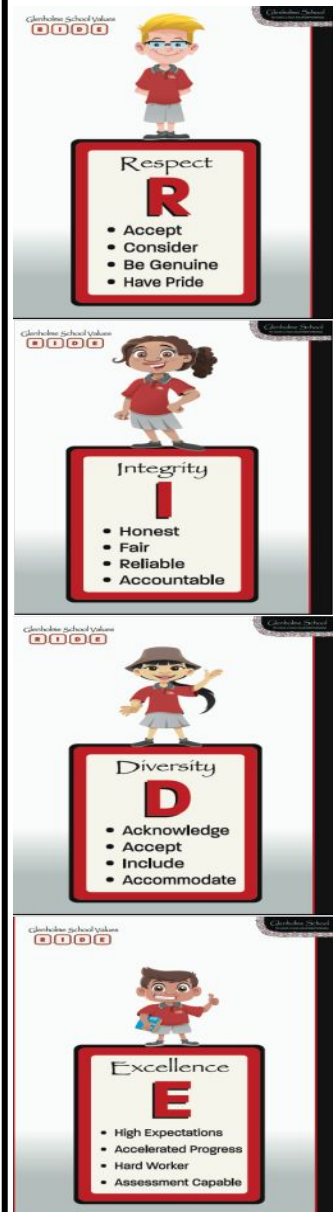 Glenholme School Values
Glenholme School
R I D E
Respect
R
• Accept
• Consider
• Be Genuine
• Have Pride
Glenholme School Values
Glenholme School
R I D E
Integrity
I
• Honest
• Fair
• Reliable
• Accountable
Glenholme School Values
Glenholme School
R I D E
Diversity
D
• Acknowledge
• Accept
• Include
• Accommodate
Glenholme School Values
Glenholme School
R I D E
Excellence
E
• High Expectations
• Accelerated Progress
• Hard Worker
• Assessment Capable